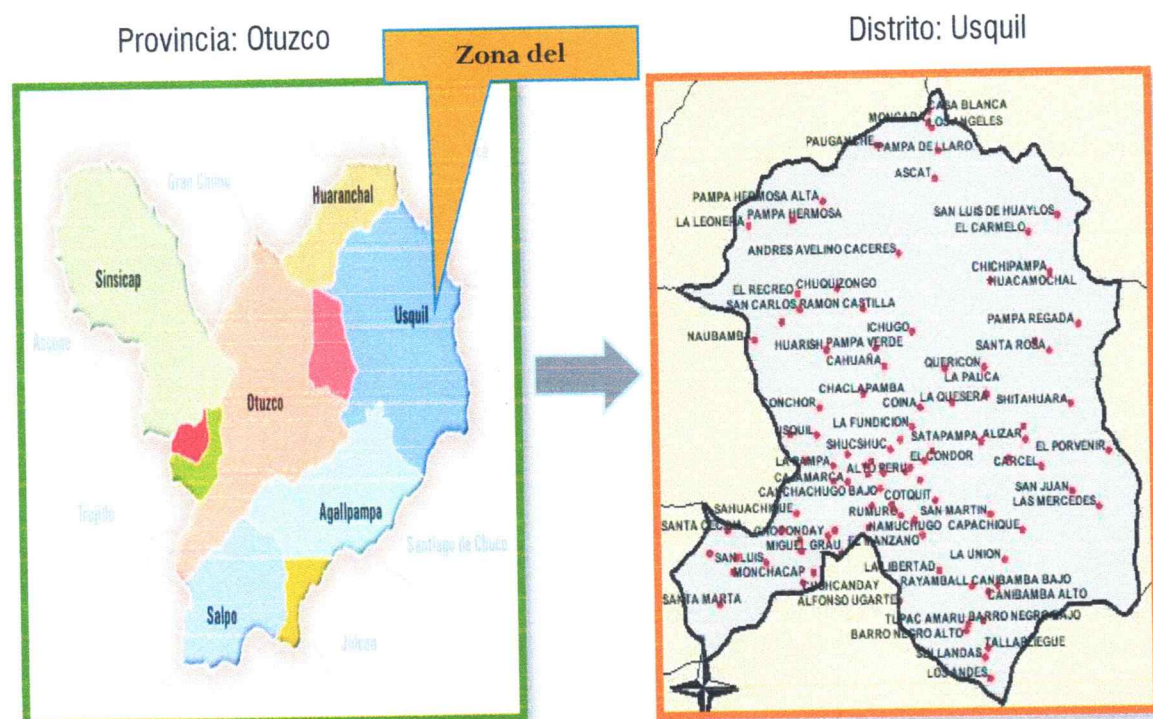 Provincia: Otuzco
Zona del
Distrito: Usquil
Gran Chimu
Huaranchal
Sinsicap
Usquil
Ascope
Otuzco
Agallpampa
Trujillo
Santiago de Chuco
Salpo
Julcan
CASA BLANCA
LOS ANGELES
PAMPA DE LLARO
ASCAT
PAMPA HERMOSA ALTA
PAMPA HERMOSA
LA LEONERA
SAN LUIS DE HUAYLOS
EL CARMELO
ANDRES AVELINO CACERES
CHICHIPAMPA
HUACAMOCHAL
EL RECREO
CHUQUIZONGO
SAN CARLOS
RAMON CASTILLA
PAMPA REGADA
ICHUGO
NAUBAMB
HUARISH
PAMPA VERDE
SANTA ROSA
CAHUAÑA
QUERICON
LA PAUCA
CHACLAPAMBA
CONCHOR
COINA
LA QUESERA
SHITAHUARA
LA FUNDICION
USQUIL
SHUCSHUC
SATAPAMPA
ALIZAR
EL PORVENIR
LA PAMPA
ALTO PERU
EL CONDOR
CARCEL
CAJAMARCA
CANCHACHUGO BAJO
COTQUIT
SAN JUAN
LAS MERCEDES
SAHUACHIQUE
RUMURO
SAN MARTIN
NAMUCHUGO
CAPACHIQUE
MIGUEL GRAU
EL MANZANO
SAN LUIS
LA UNION
MONCHACAP
LA LIBERTAD
RAYAMBALL
CANIBAMBA BAJO
CANIBAMBA ALTO
CUSHCANDAY
ALFONSO UGARTE
SANTA MARTA
TUPAC AMARU
BARRO NEGRO BAJO
BARRO NEGRO ALTO
LOS ANDES